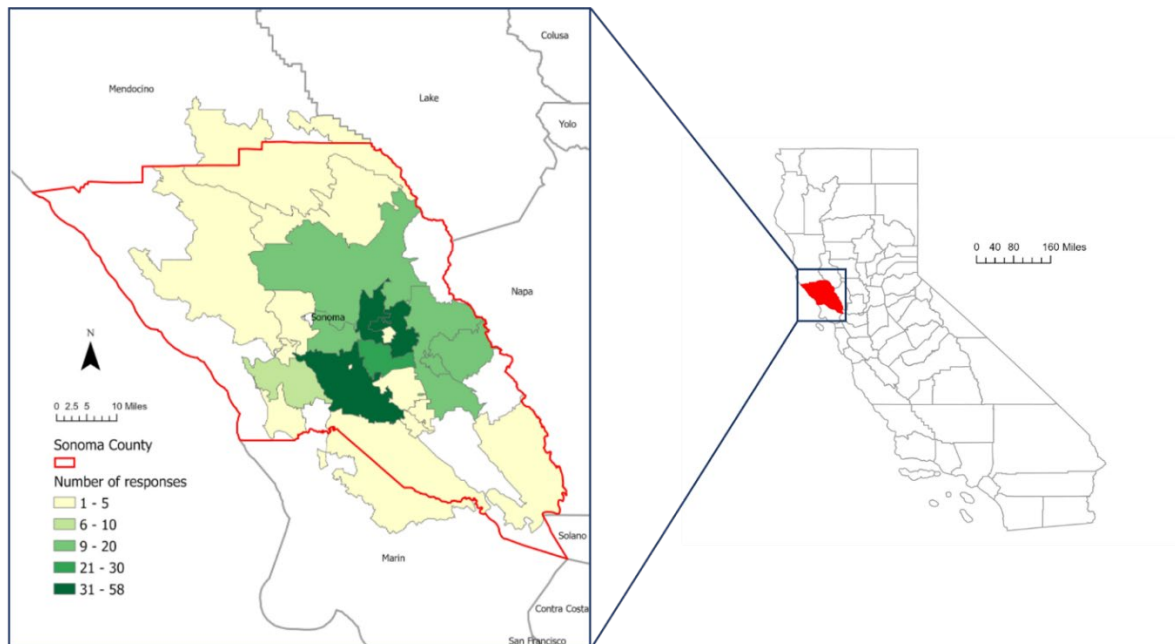 Colusa
Mendocino
Lake
Yolo
Napa
Sonoma
N
0 2.5 5 10 Miles
Sonoma County
Number of responses
1 - 5
6 - 10
9 - 20
21 - 30
31 - 58
Marin
Solano
Contra Costa
San Francisco
0 40 80 160 Miles